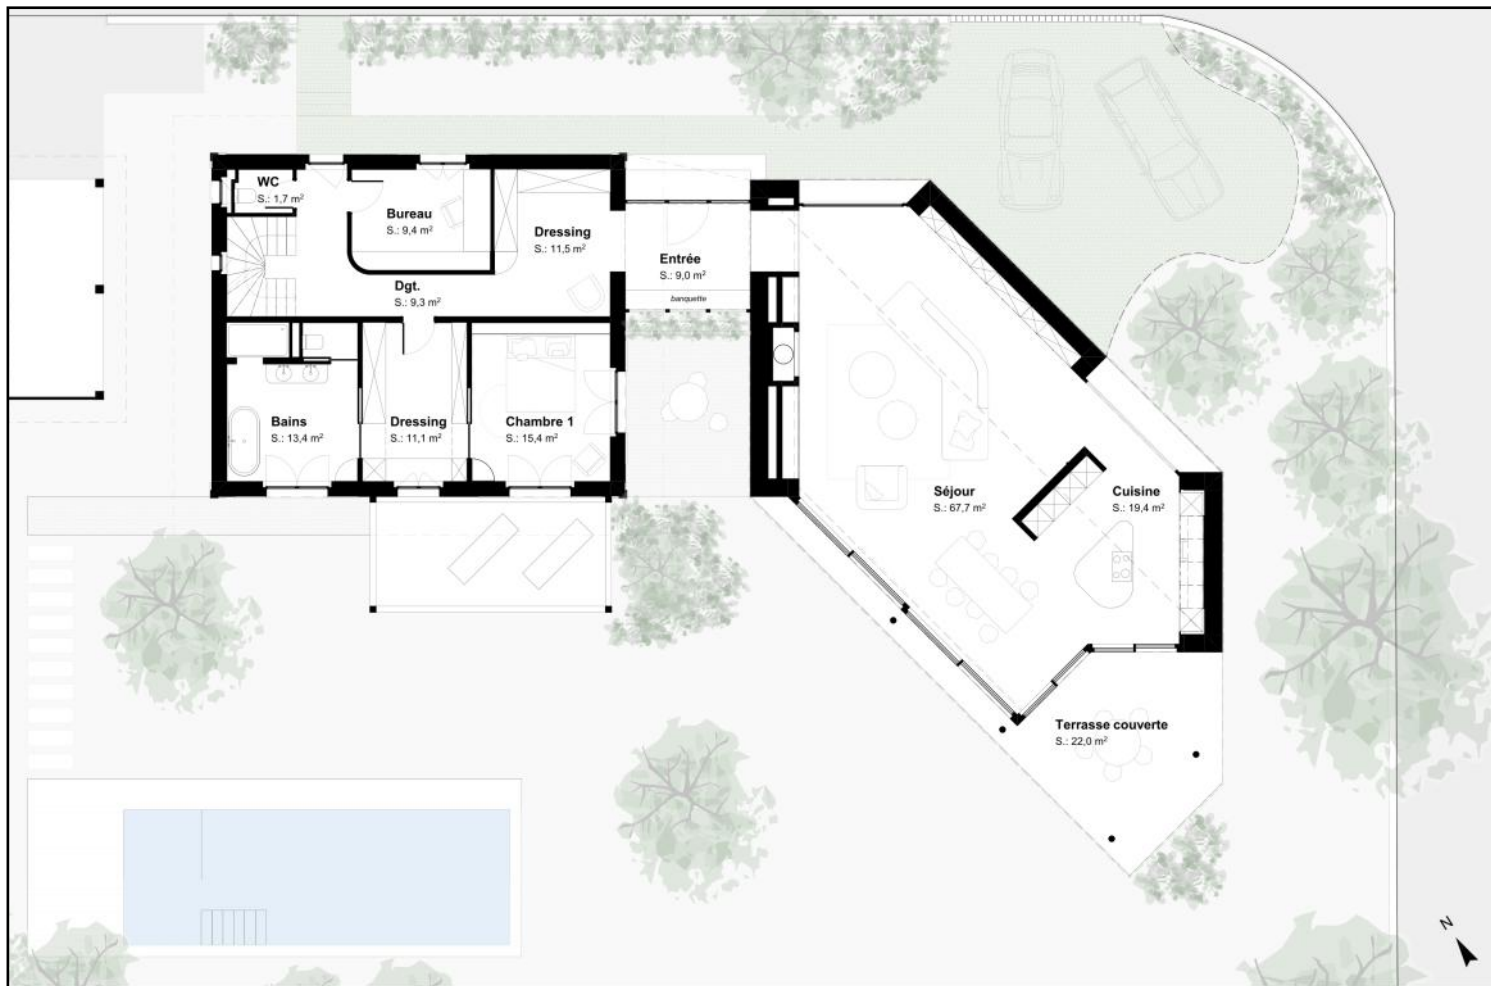 WC
S.: 1,7 m²
Bureau
S.: 9,4 m²
Dressing
S.: 11,5 m²
Entrée
S.: 9,0 m²
banquette
Dgt.
S.: 9,3 m²
Bains
S.: 13,4 m²
Dressing
S.: 11,1 m²
Chambre 1
S.: 15,4 m²
Séjour
S.: 67,7 m²
Cuisine
S.: 19,4 m²
Terrasse couverte
S.: 22,0 m²
N